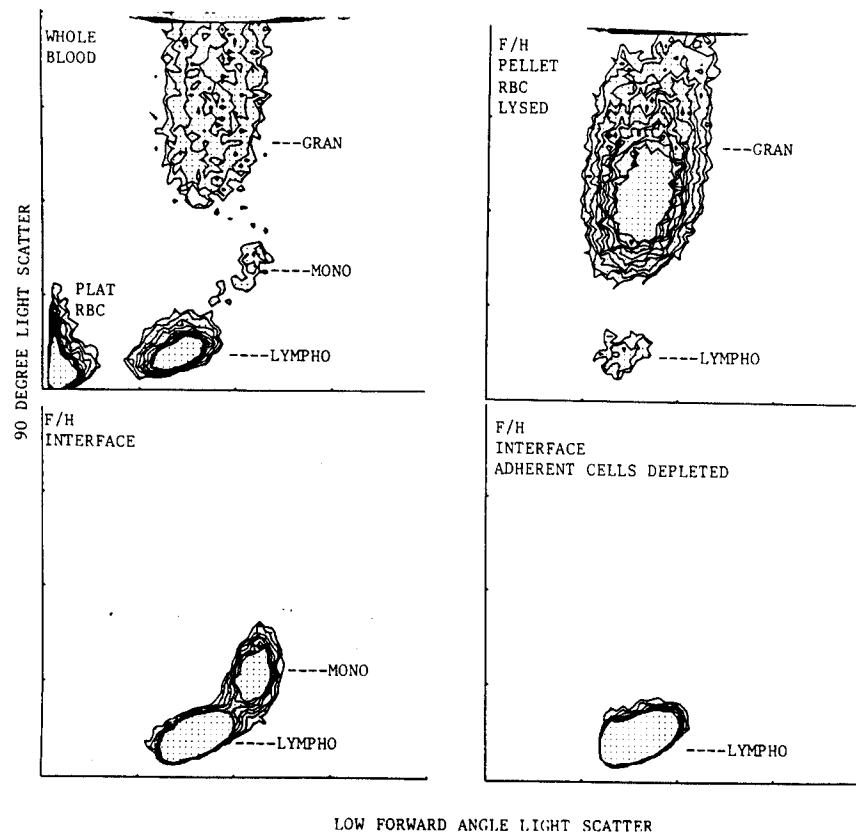 WHOLE
BLOOD
----GRAN
----MONO
PLAT
RBC
----LYMPHO
F/H
PELLET
RBC
LYSED
----GRAN
----LYMPHO
90 DEGREE LIGHT SCATTER
F/H
INTERFACE
----MONO
----LYMPHO
F/H
INTERFACE
ADHERENT CELLS DEPLETED
----LYMPHO
LOW FORWARD ANGLE LIGHT SCATTER